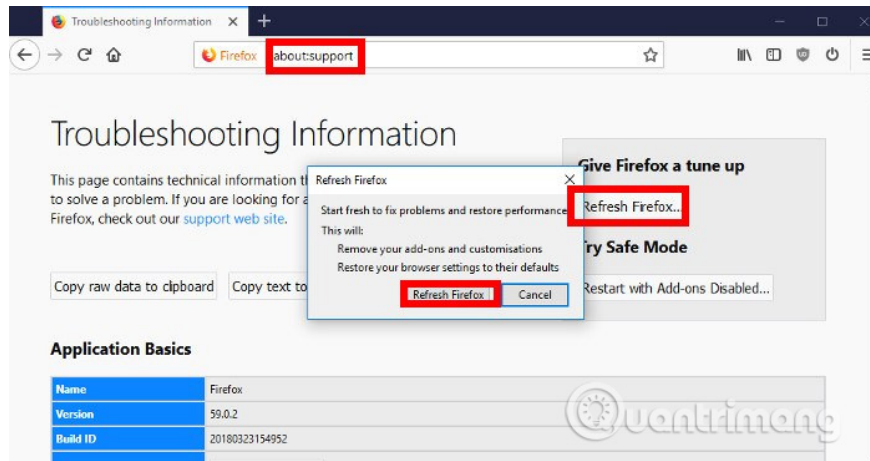 Troubleshooting Information
Firefox about:support
Troubleshooting Information
This page contains technical information t
to solve a problem. If you are looking for a
Firefox, check out our support web site.
Copy raw data to clipboard Copy text to
Refresh Firefox
Start fresh to fix problems and restore performance
This will:
Remove your add-ons and customisations
Restore your browser settings to their defaults
Refresh Firefox Cancel
Give Firefox a tune up
Refresh Firefox...
Try Safe Mode
Restart with Add-ons Disabled...
Application Basics
Name Firefox
Version 59.0.2
Build ID 20180323154952
Quantrimang